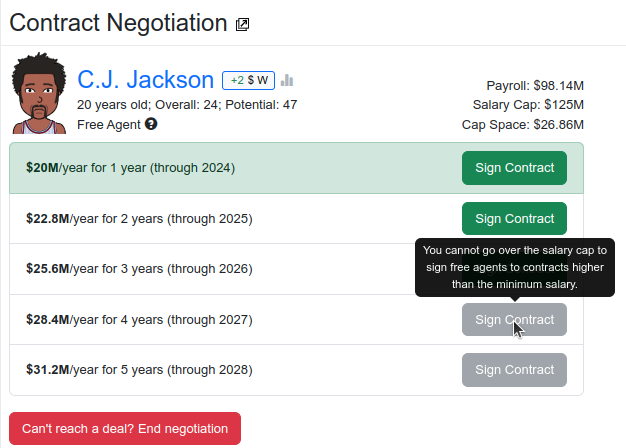 Contract Negotiation
C.J. Jackson +2 $ W
20 years old; Overall: 24; Potential: 47
Free Agent
Payroll: $98.14M
Salary Cap: $125M
Cap Space: $26.86M
$20M/year for 1 year (through 2024) Sign Contract
$22.8M/year for 2 years (through 2025) Sign Contract
$25.6M/year for 3 years (through 2026)
You cannot go over the salary cap to
sign free agents to contracts higher
than the minimum salary.
$28.4M/year for 4 years (through 2027) Sign Contract
$31.2M/year for 5 years (through 2028) Sign Contract
Can't reach a deal? End negotiation